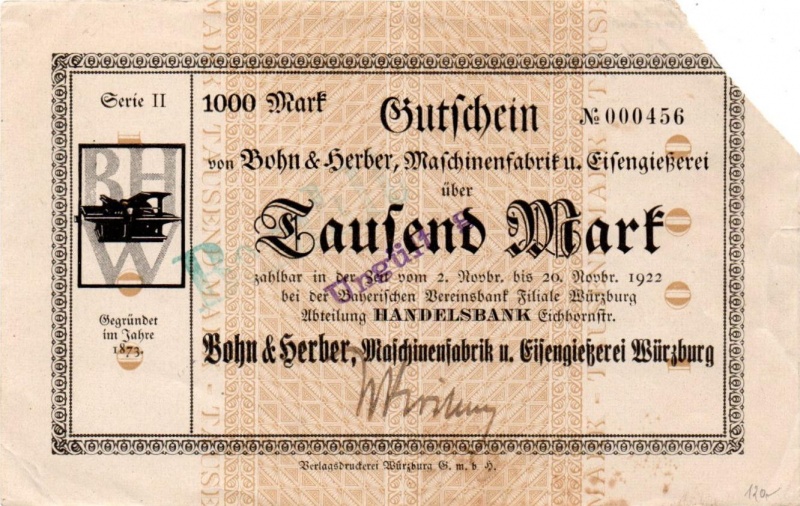 Serie II
BH
W
Gegründet
im Jahre
1873.
1000 Mark
Gutschein
№ 000456
von Bohn & Herber, Maschinenfabrik u. Eisengießerei
über
Tausend Mark
Ungültig
zahlbar in der Zeit vom 2. Novbr. bis 20. Novbr. 1922
bei der Bayerischen Vereinsbank Filiale Würzburg
Abteilung HANDELSBANK Eichhornstr.
Bohn & Herber, Maschinenfabrik u. Eisengießerei Würzburg
Verlagsdruckerei Würzburg G. m. b. H.